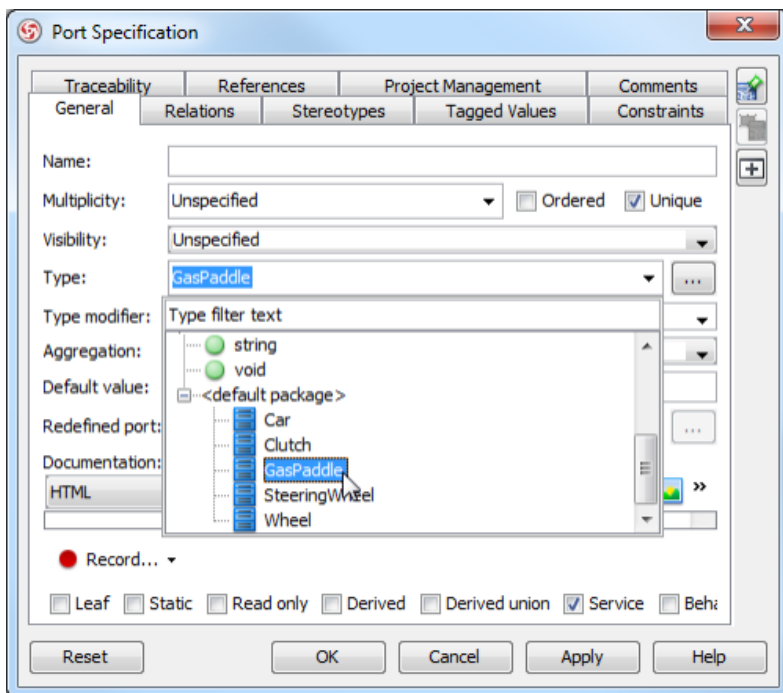 Port Specification
Traceability References Project Management Comments
General Relations Stereotypes Tagged Values Constraints
Name:
Multiplicity: Unspecified Ordered Unique
Visibility: Unspecified
Type: GasPaddle ...
Type modifier: Type filter text
Aggregation: string
void
Default value: <default package>
Redefined port: Car ...
Clutch
Documentation: GasPaddle
HTML SteeringWheel »
Wheel
Record...
Leaf Static Read only Derived Derived union Service Beha
Reset OK Cancel Apply Help